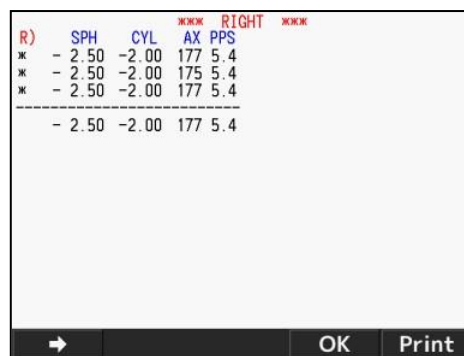 *** RIGHT ***
R) SPH CYL AX PPS
* - 2.50 -2.00 177 5.4
* - 2.50 -2.00 175 5.4
* - 2.50 -2.00 177 5.4
--------------------------
- 2.50 -2.00 177 5.4
OK Print